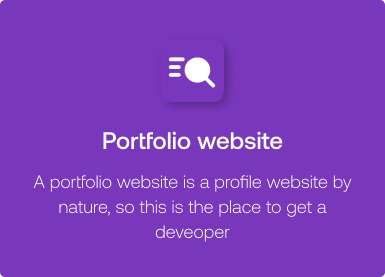 Portfolio website
A portfolio website is a profile website by
nature, so this is the place to get a
deveoper